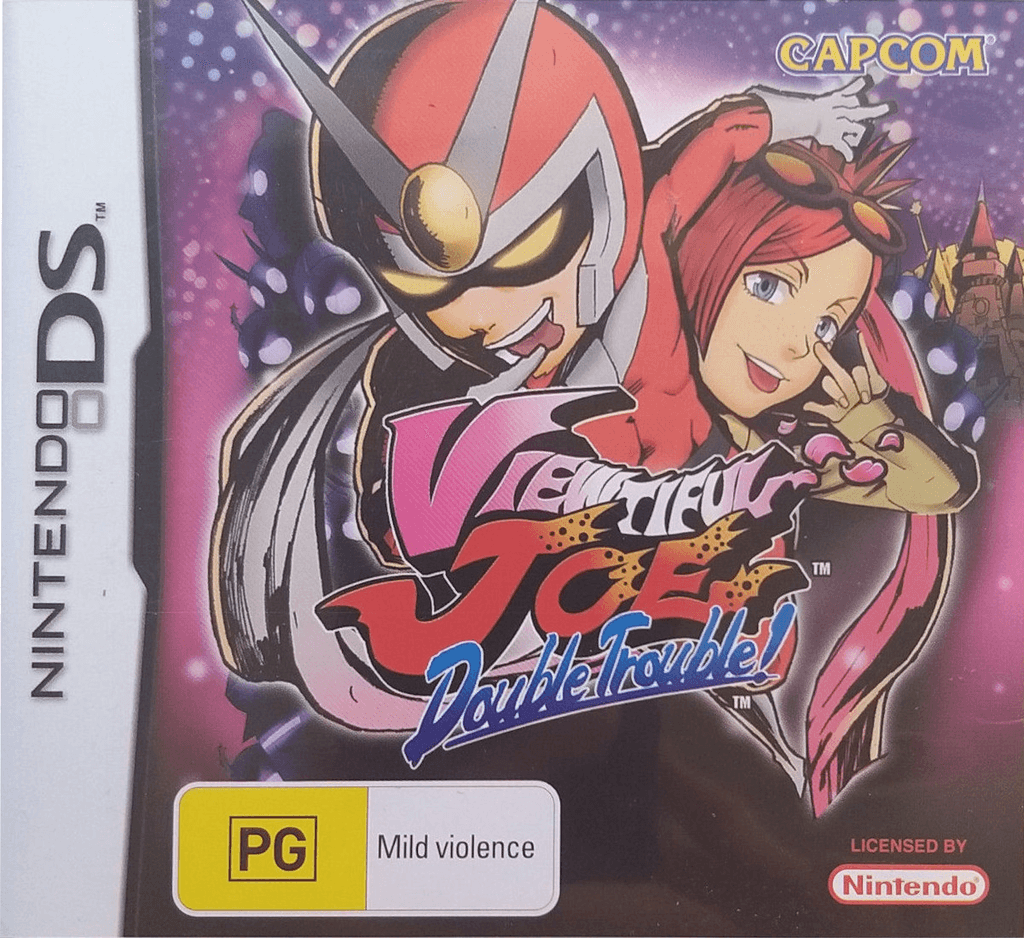 NINTENDO DS™
CAPCOM®
VIEWTIFUL
JOE™
Double Trouble!™
PG
Mild violence
LICENSED BY
Nintendo®